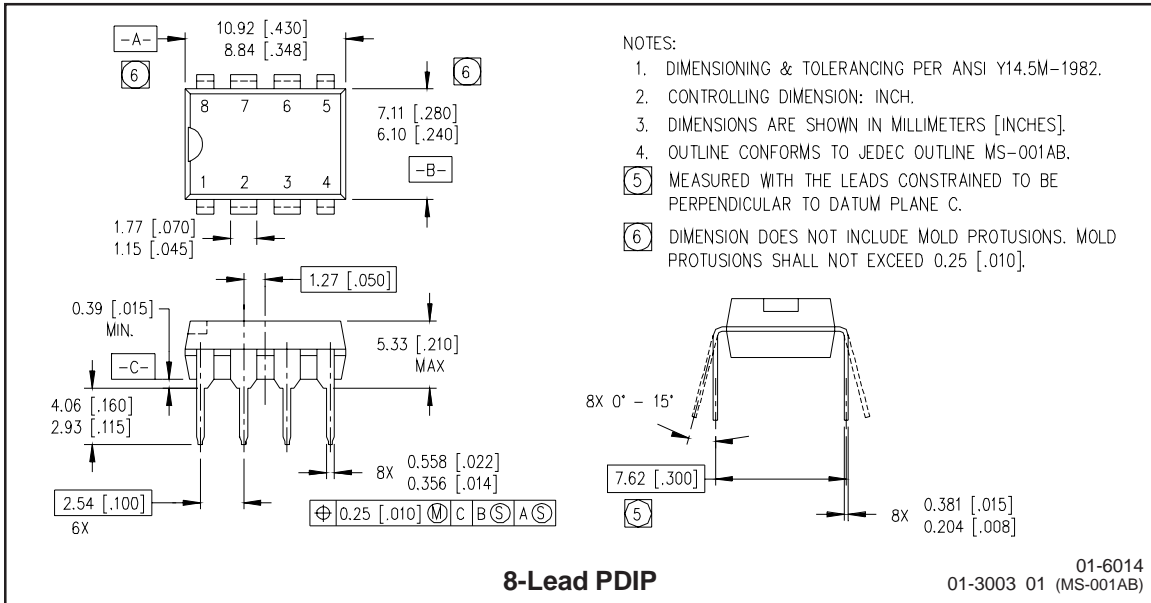 -A-
10.92 [.430]
8.84 [.348]
6
6
8 7 6 5
7.11 [.280]
6.10 [.240]
-B-
1 2 3 4
1.77 [.070]
1.15 [.045]
1.27 [.050]
0.39 [.015]
MIN.
-C-
5.33 [.210]
MAX
4.06 [.160]
2.93 [.115]
8X 0.558 [.022]
0.356 [.014]
2.54 [.100]
6X
⌖ 0.25 [.010] Ⓜ C B Ⓢ A Ⓢ
NOTES:
1. DIMENSIONING & TOLERANCING PER ANSI Y14.5M-1982.
2. CONTROLLING DIMENSION: INCH.
3. DIMENSIONS ARE SHOWN IN MILLIMETERS [INCHES].
4. OUTLINE CONFORMS TO JEDEC OUTLINE MS-001AB.
5 MEASURED WITH THE LEADS CONSTRAINED TO BE
PERPENDICULAR TO DATUM PLANE C.
6 DIMENSION DOES NOT INCLUDE MOLD PROTUSIONS. MOLD
PROTUSIONS SHALL NOT EXCEED 0.25 [.010].
8X 0° - 15°
7.62 [.300]
5
8X 0.381 [.015]
0.204 [.008]
8-Lead PDIP
01-6014
01-3003 01 (MS-001AB)